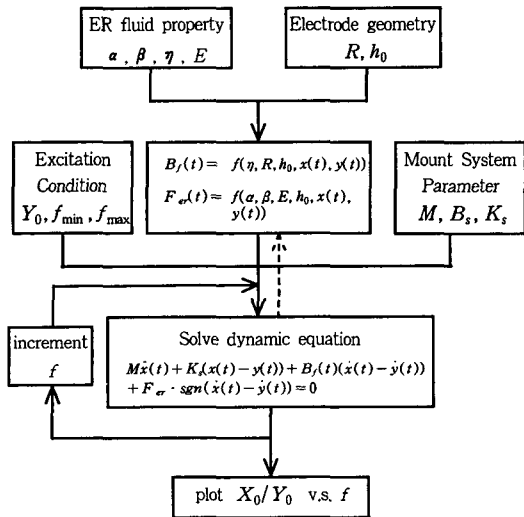 ER fluid property
α , β , η , E
Electrode geometry
R, h₀
Excitation
Condition
Y₀, f_min , f_max
B_f(t)= f(η, R, h₀, x(t), y(t))
F_er(t)= f(α, β, E, h₀, x(t),
y(t))
Mount System
Parameter
M, B_s, K_s
increment
f
Solve dynamic equation
Mẍ(t)+K_s(x(t)−y(t))+B_f(t)(ẋ(t)−ẏ(t))
+F_er · sgn(ẋ(t)−ẏ(t))=0
plot X₀/Y₀ v.s. f